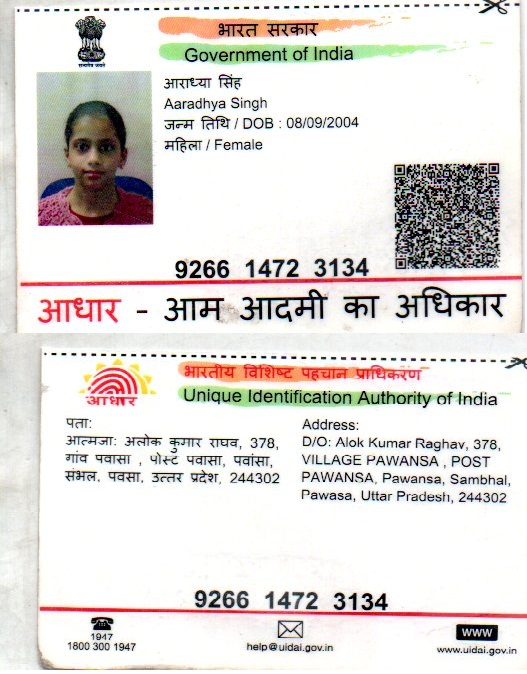 भारत सरकार
Government of India
आराध्या सिंह
Aaradhya Singh
जन्म तिथि / DOB : 08/09/2004
महिला / Female
9266 1472 3134
आधार - आम आदमी का अधिकार
भारतीय विशिष्ट पहचान प्राधिकरण
Unique Identification Authority of India
आधार
पता:
आत्मजा: अलोक कुमार राघव, 378,
गांव पवासा , पोस्ट पवासा, पवांसा,
संभल, पवसा, उत्तर प्रदेश, 244302
Address:
D/O: Alok Kumar Raghav, 378,
VILLAGE PAWANSA , POST
PAWANSA, Pawansa, Sambhal,
Pawasa, Uttar Pradesh, 244302
9266 1472 3134
1947
1800 300 1947
help@uidai.gov.in
WWW
www.uidai.gov.in